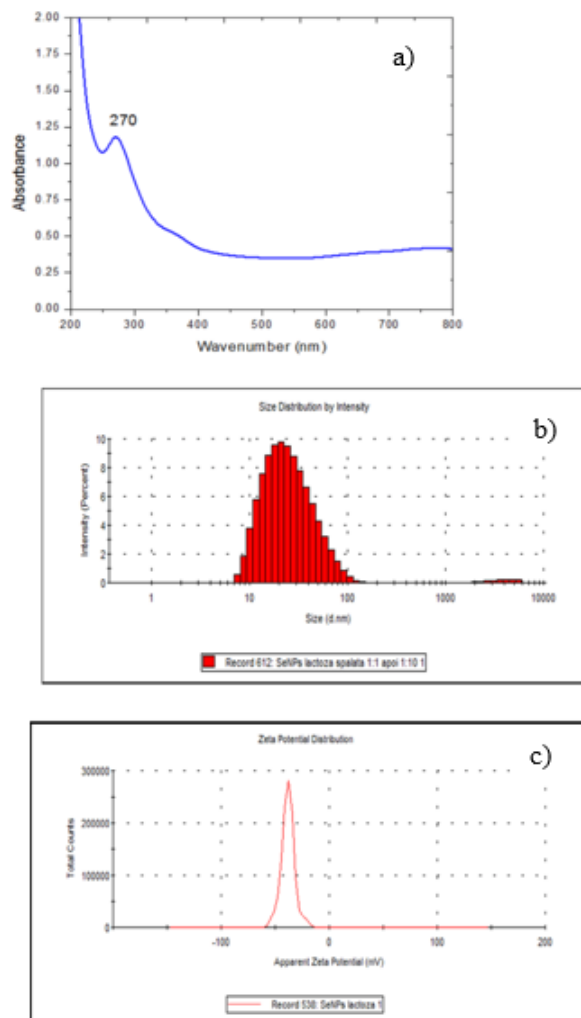 a)
2.00
1.75
1.50
1.25
1.00
0.75
0.50
0.25
0.00
Absorbance
270
200 300 400 500 600 700 800
Wavenumber (nm)
b)
Size Distribution by Intensity
10
8
6
4
2
0
Intensity (Percent)
1 10 100 1000 10000
Size (d.nm)
Record 612: SeNPs lactoza spalata 1:1 apoi 1:10 1
c)
Zeta Potential Distribution
300000
200000
100000
0
Total Counts
-100 0 100 200
Apparent Zeta Potential (mV)
Record 538: SeNPs lactoza 1